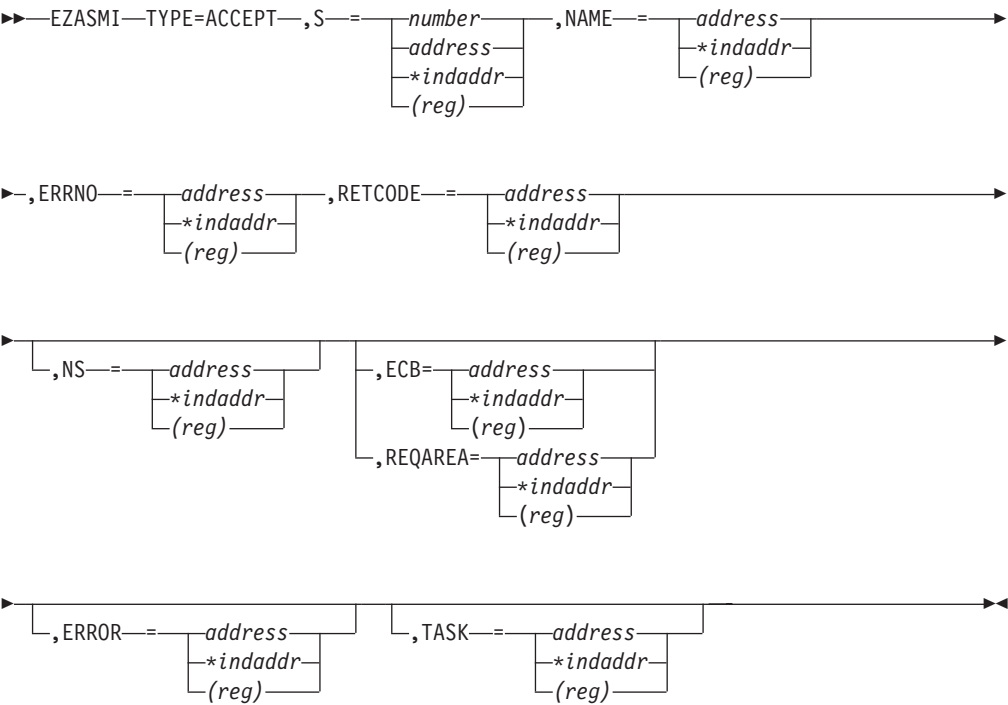 EZASMI TYPE=ACCEPT ,S = number ,NAME = address
address *indaddr
*indaddr (reg)
(reg)
,ERRNO = address ,RETCODE = address
*indaddr *indaddr
(reg) (reg)
,NS = address ,ECB= address
*indaddr *indaddr
(reg) (reg)
,REQAREA= address
*indaddr
(reg)
,ERROR = address ,TASK = address
*indaddr *indaddr
(reg) (reg)